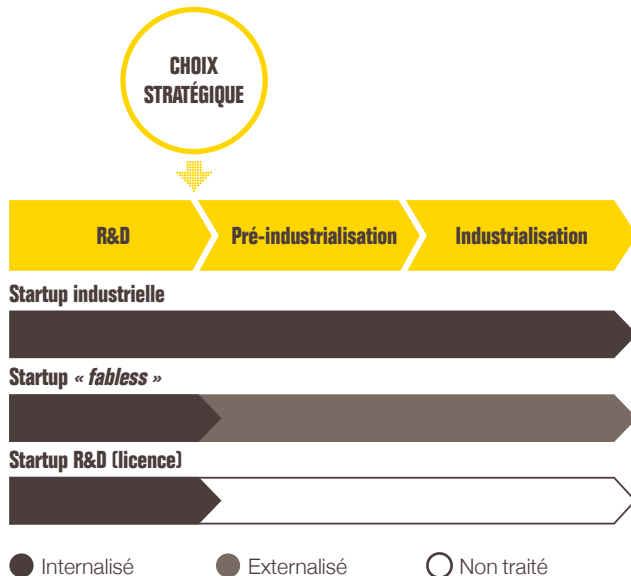 CHOIX
STRATÉGIQUE
R&D Pré-industrialisation Industrialisation
Startup industrielle
Startup « fabless »
Startup R&D (licence)
Internalisé Externalisé Non traité